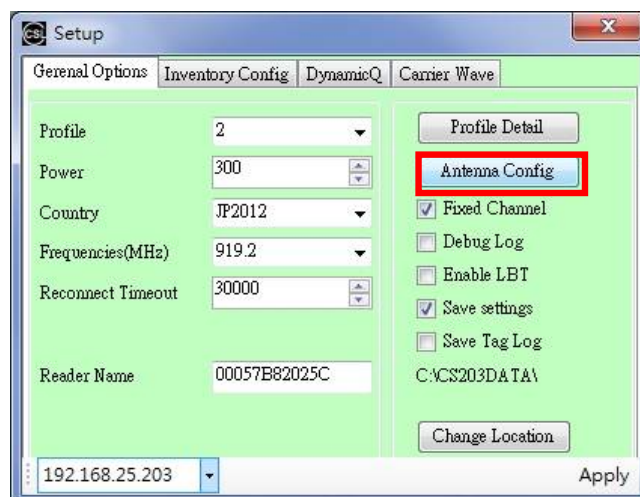 CSL Setup
Gerenal Options Inventory Config DynamicQ Carrier Wave
Profile 2
Power 300
Country JP2012
Frequencies(MHz) 919.2
Reconnect Timeout 30000
Reader Name 00057B82025C
Profile Detail
Antenna Config
Fixed Channel
Debug Log
Enable LBT
Save settings
Save Tag Log
C:\CS203DATA\
Change Location
192.168.25.203 Apply